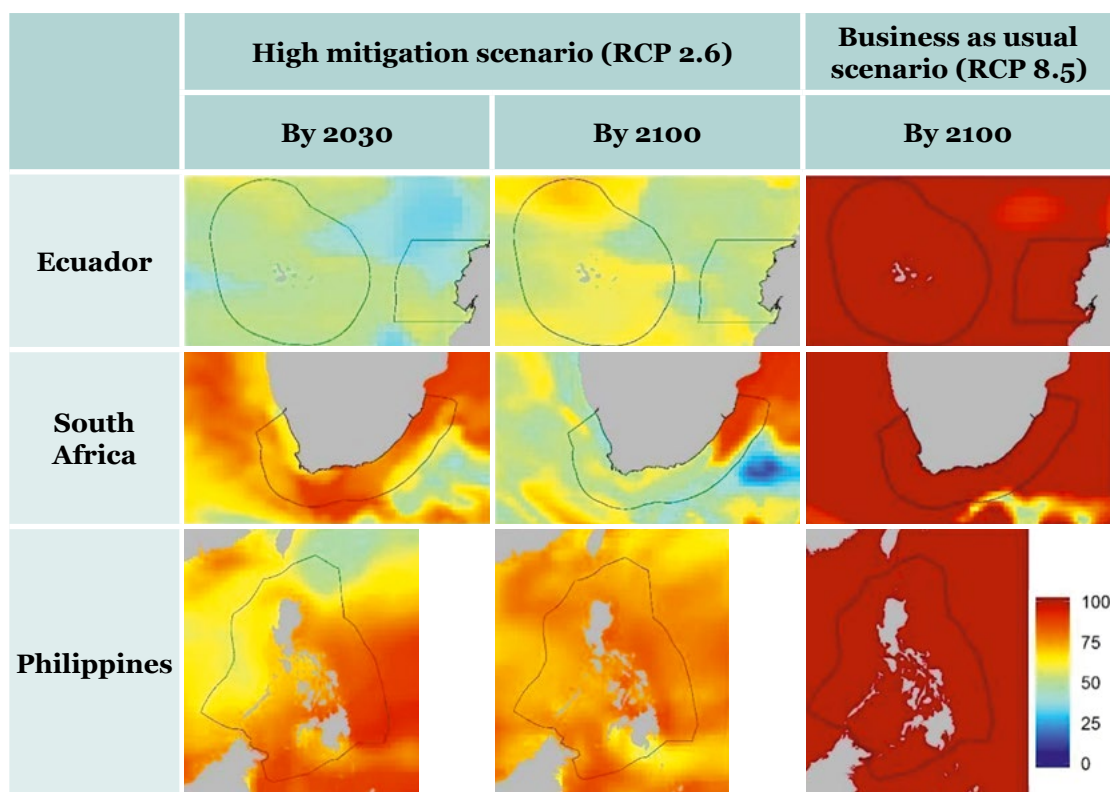 High mitigation scenario (RCP 2.6)
Business as usual
scenario (RCP 8.5)
By 2030
By 2100
By 2100
Ecuador
South
Africa
Philippines
100
75
50
25
0